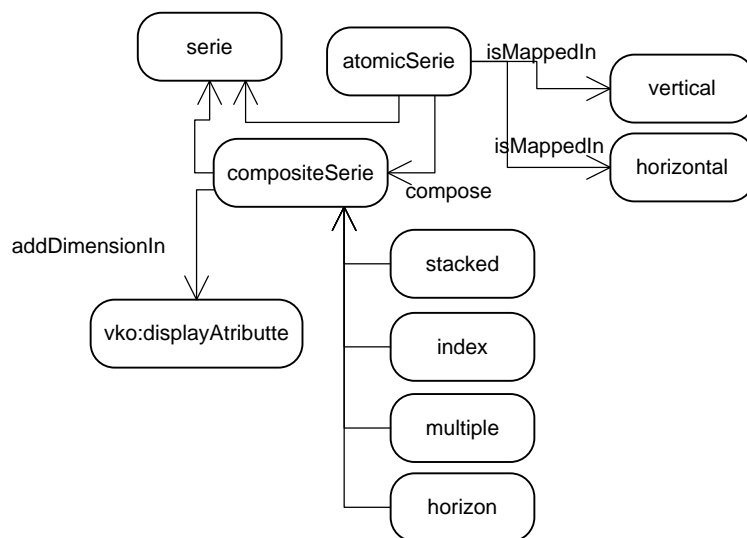 serie
atomicSerie
isMappedIn
vertical
isMappedIn
horizontal
compositeSerie
compose
addDimensionIn
stacked
vko:displayAtributte
index
multiple
horizon